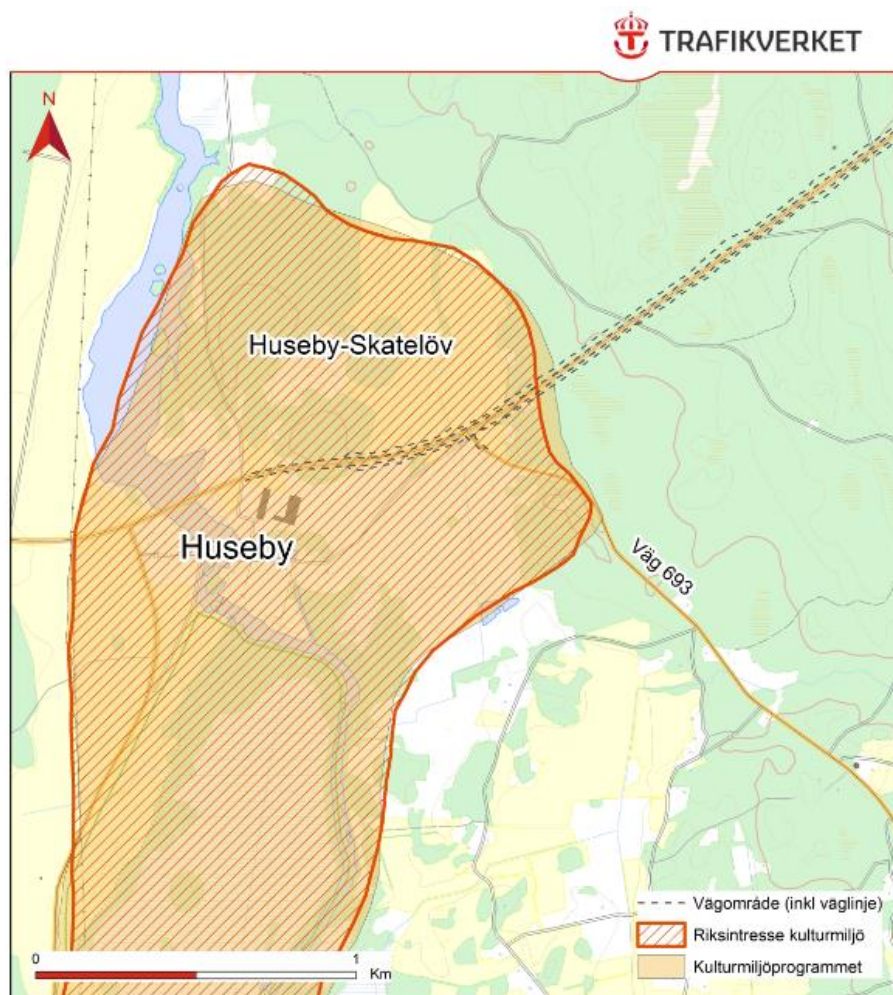 TRAFIKVERKET
N
Huseby-Skatelöv
Huseby
Väg 693
Vägområde (inkl väglinje)
Riksintresse kulturmiljö
Kulturmiljöprogrammet
0 1
Km